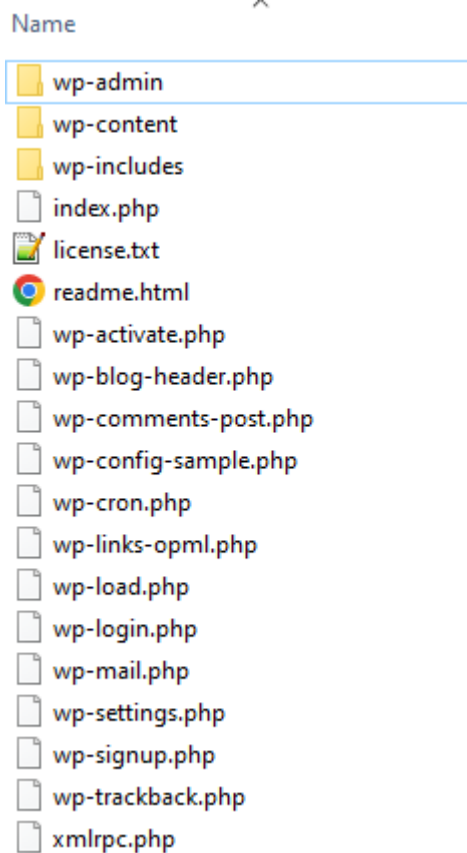 Name
wp-admin
wp-content
wp-includes
index.php
license.txt
readme.html
wp-activate.php
wp-blog-header.php
wp-comments-post.php
wp-config-sample.php
wp-cron.php
wp-links-opml.php
wp-load.php
wp-login.php
wp-mail.php
wp-settings.php
wp-signup.php
wp-trackback.php
xmlrpc.php